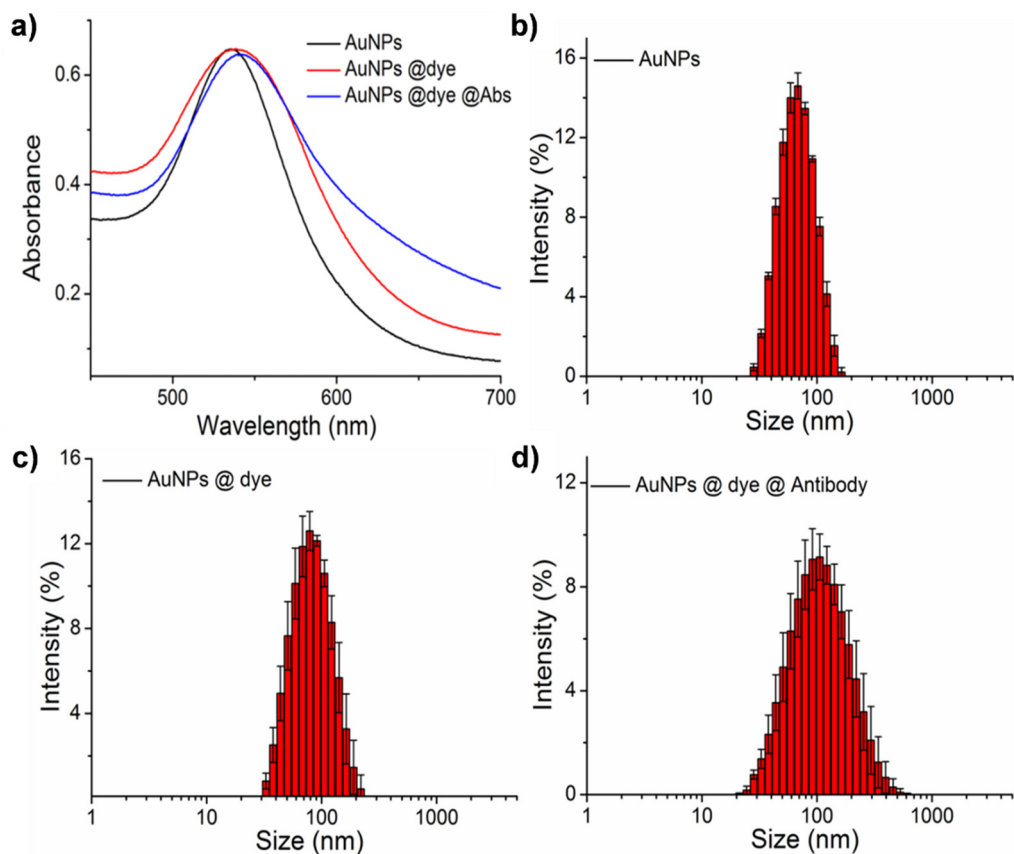 a)
AuNPs
AuNPs @dye
AuNPs @dye @Abs
0.6
0.4
0.2
Absorbance
500
600
700
Wavelength (nm)
b)
AuNPs
16
12
8
4
0
Intensity (%)
1
10
100
1000
Size (nm)
c)
AuNPs @ dye
16
12
8
4
Intensity (%)
1
10
100
1000
Size (nm)
d)
AuNPs @ dye @ Antibody
12
8
4
0
Intensity (%)
1
10
100
1000
Size (nm)